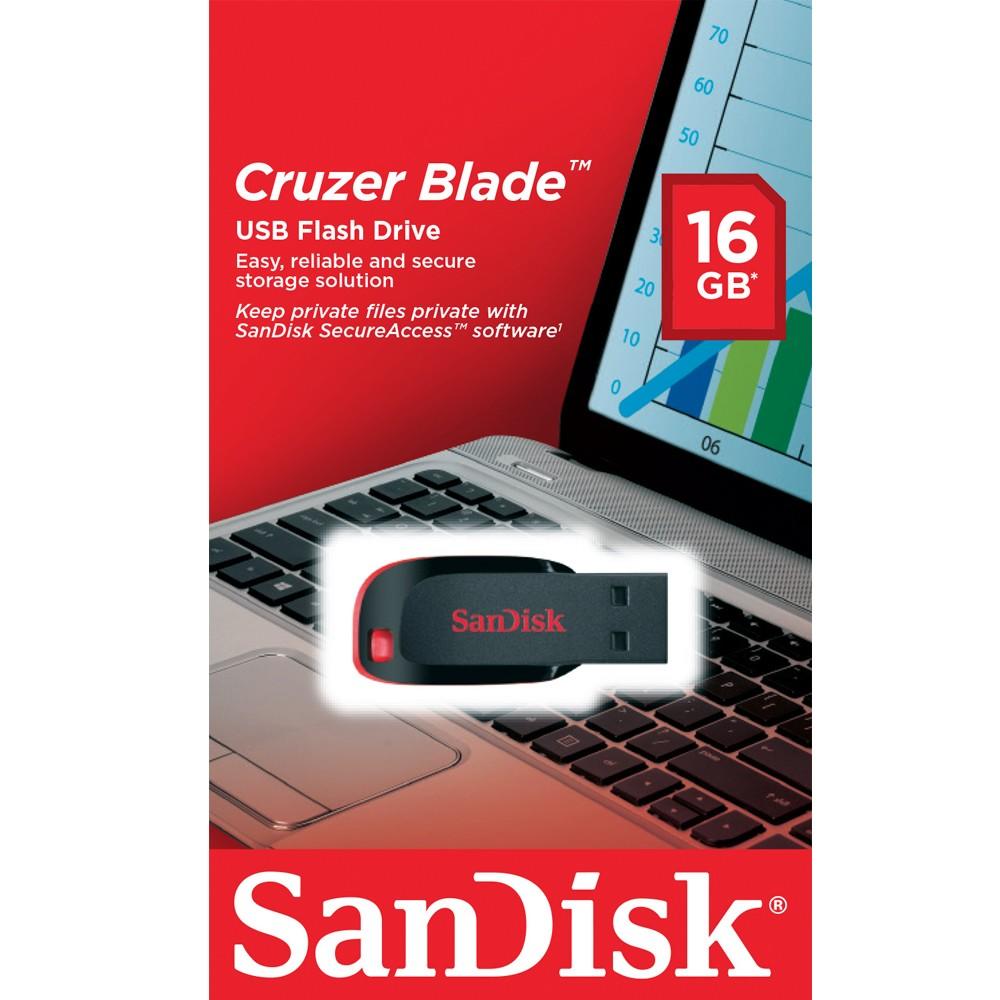 Cruzer Blade™
USB Flash Drive
Easy, reliable and secure
storage solution
Keep private files private with
SanDisk SecureAccess™ software¹
70
60
50
16
GB*
20
10
0
06
SanDisk
P
SanDisk®